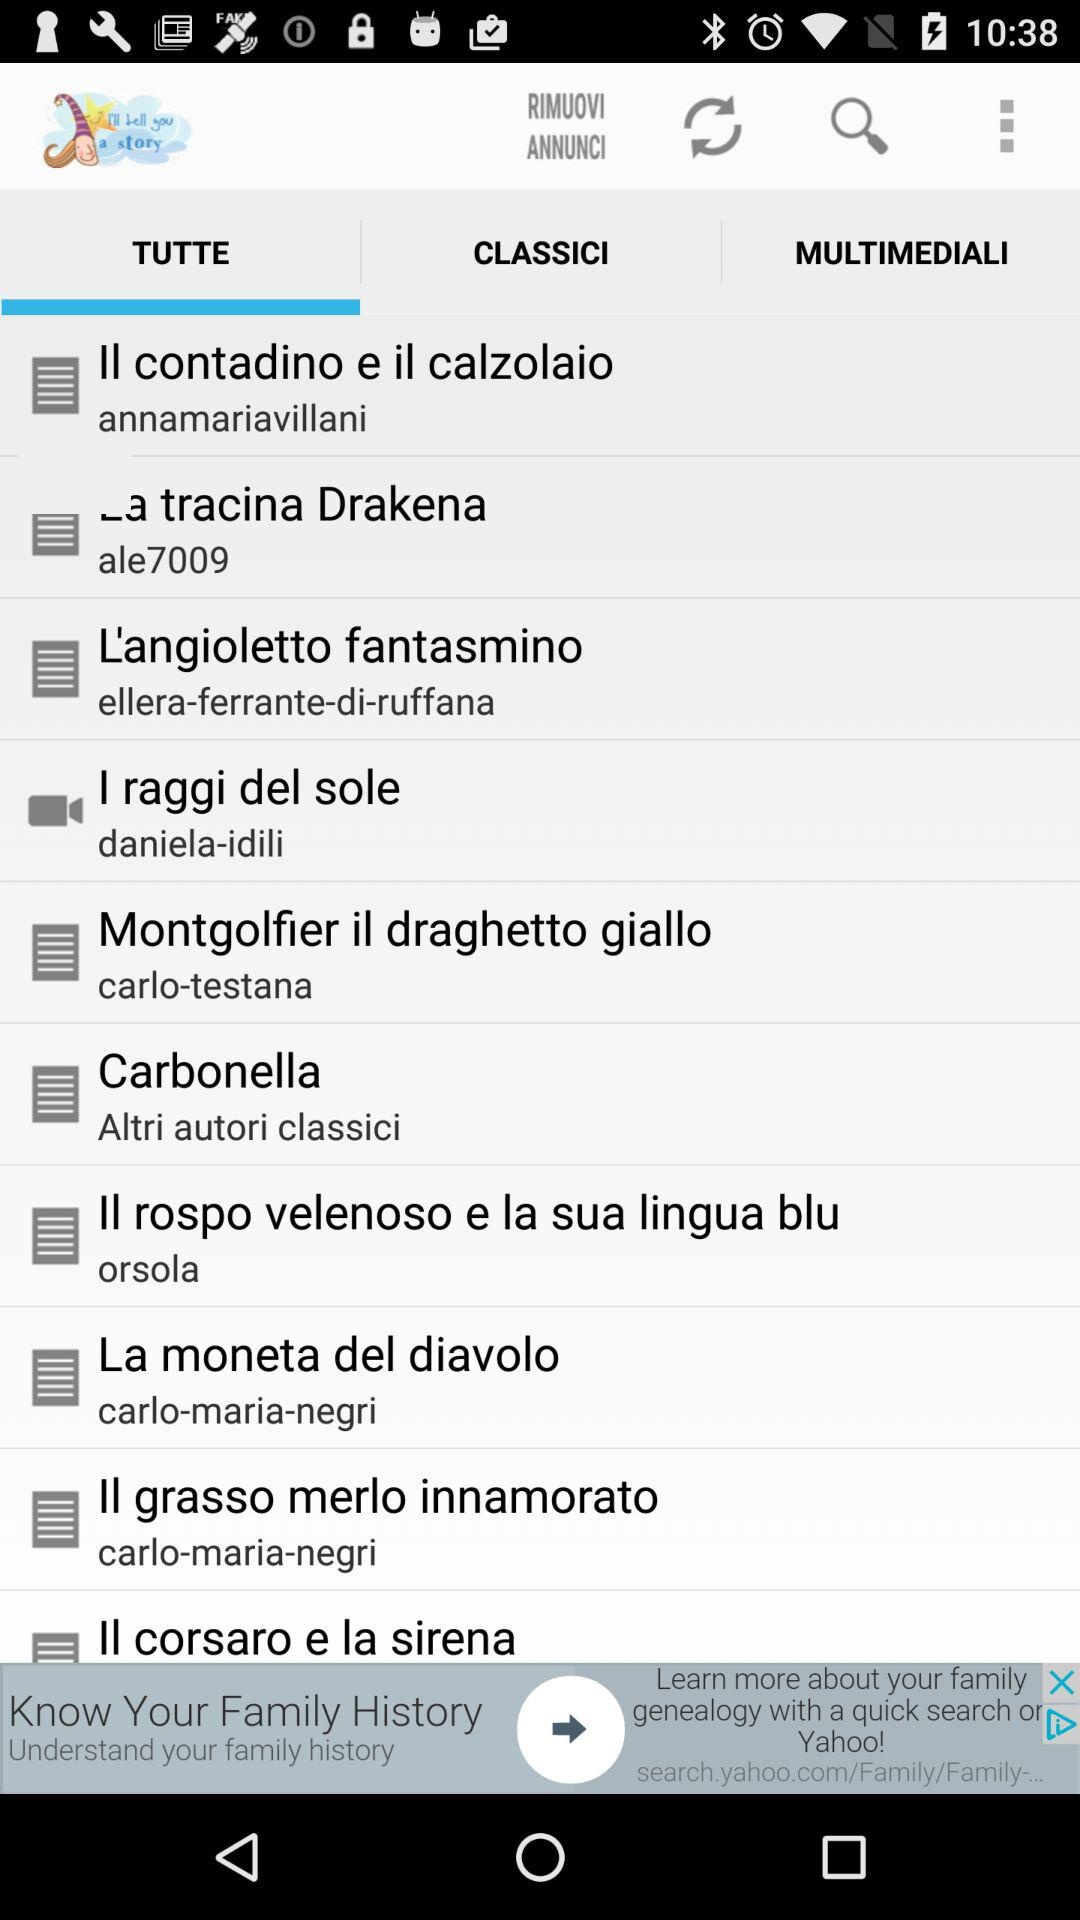 FAKE
10:38
I'll tell you
a story
RIMUOVI
ANNUNCI
TUTTE
CLASSICI
MULTIMEDIALI
Il contadino e il calzolaio
annamariavillani
La tracina Drakena
ale7009
L'angioletto fantasmino
ellera-ferrante-di-ruffana
I raggi del sole
daniela-idili
Montgolfier il draghetto giallo
carlo-testana
Carbonella
Altri autori classici
Il rospo velenoso e la sua lingua blu
orsola
La moneta del diavolo
carlo-maria-negri
Il grasso merlo innamorato
carlo-maria-negri
Il corsaro e la sirena
Know Your Family History
Understand your family history
Learn more about your family
genealogy with a quick search on
Yahoo!
search.yahoo.com/Family/Family-...